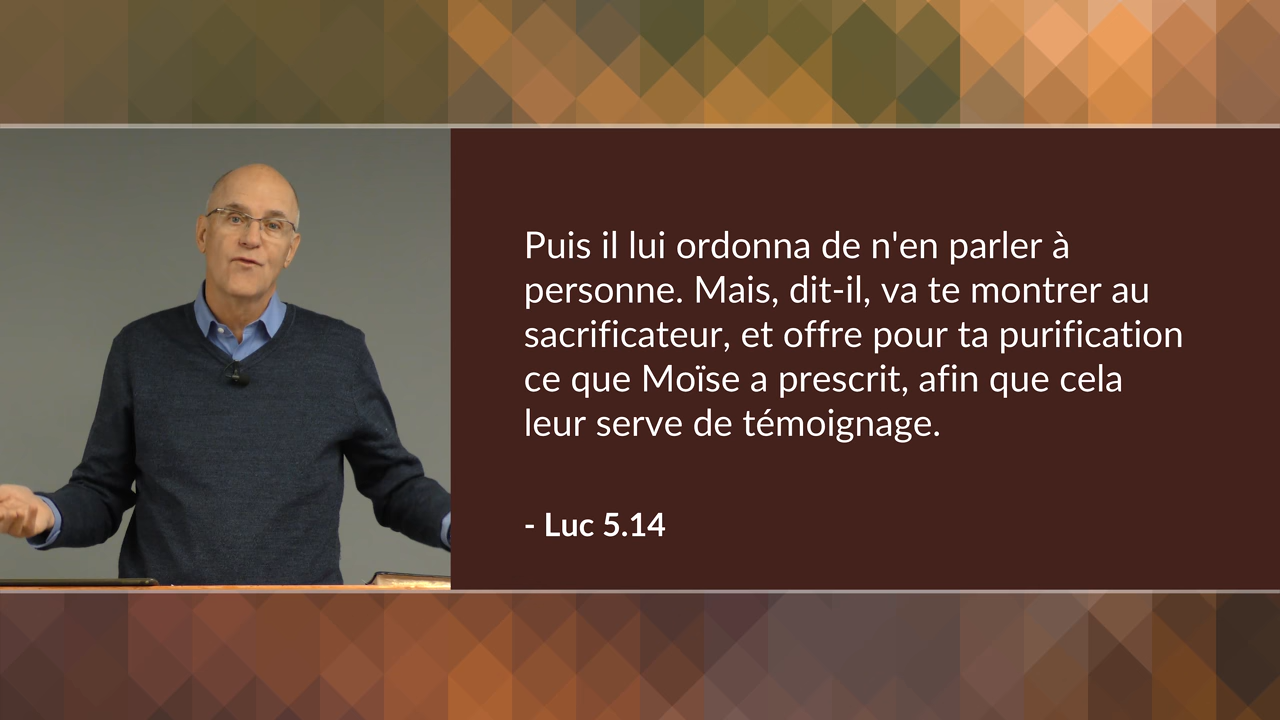 Puis il lui ordonna de n'en parler à
personne. Mais, dit-il, va te montrer au
sacrificateur, et offre pour ta purification
ce que Moïse a prescrit, afin que cela
leur serve de témoignage.
- Luc 5.14